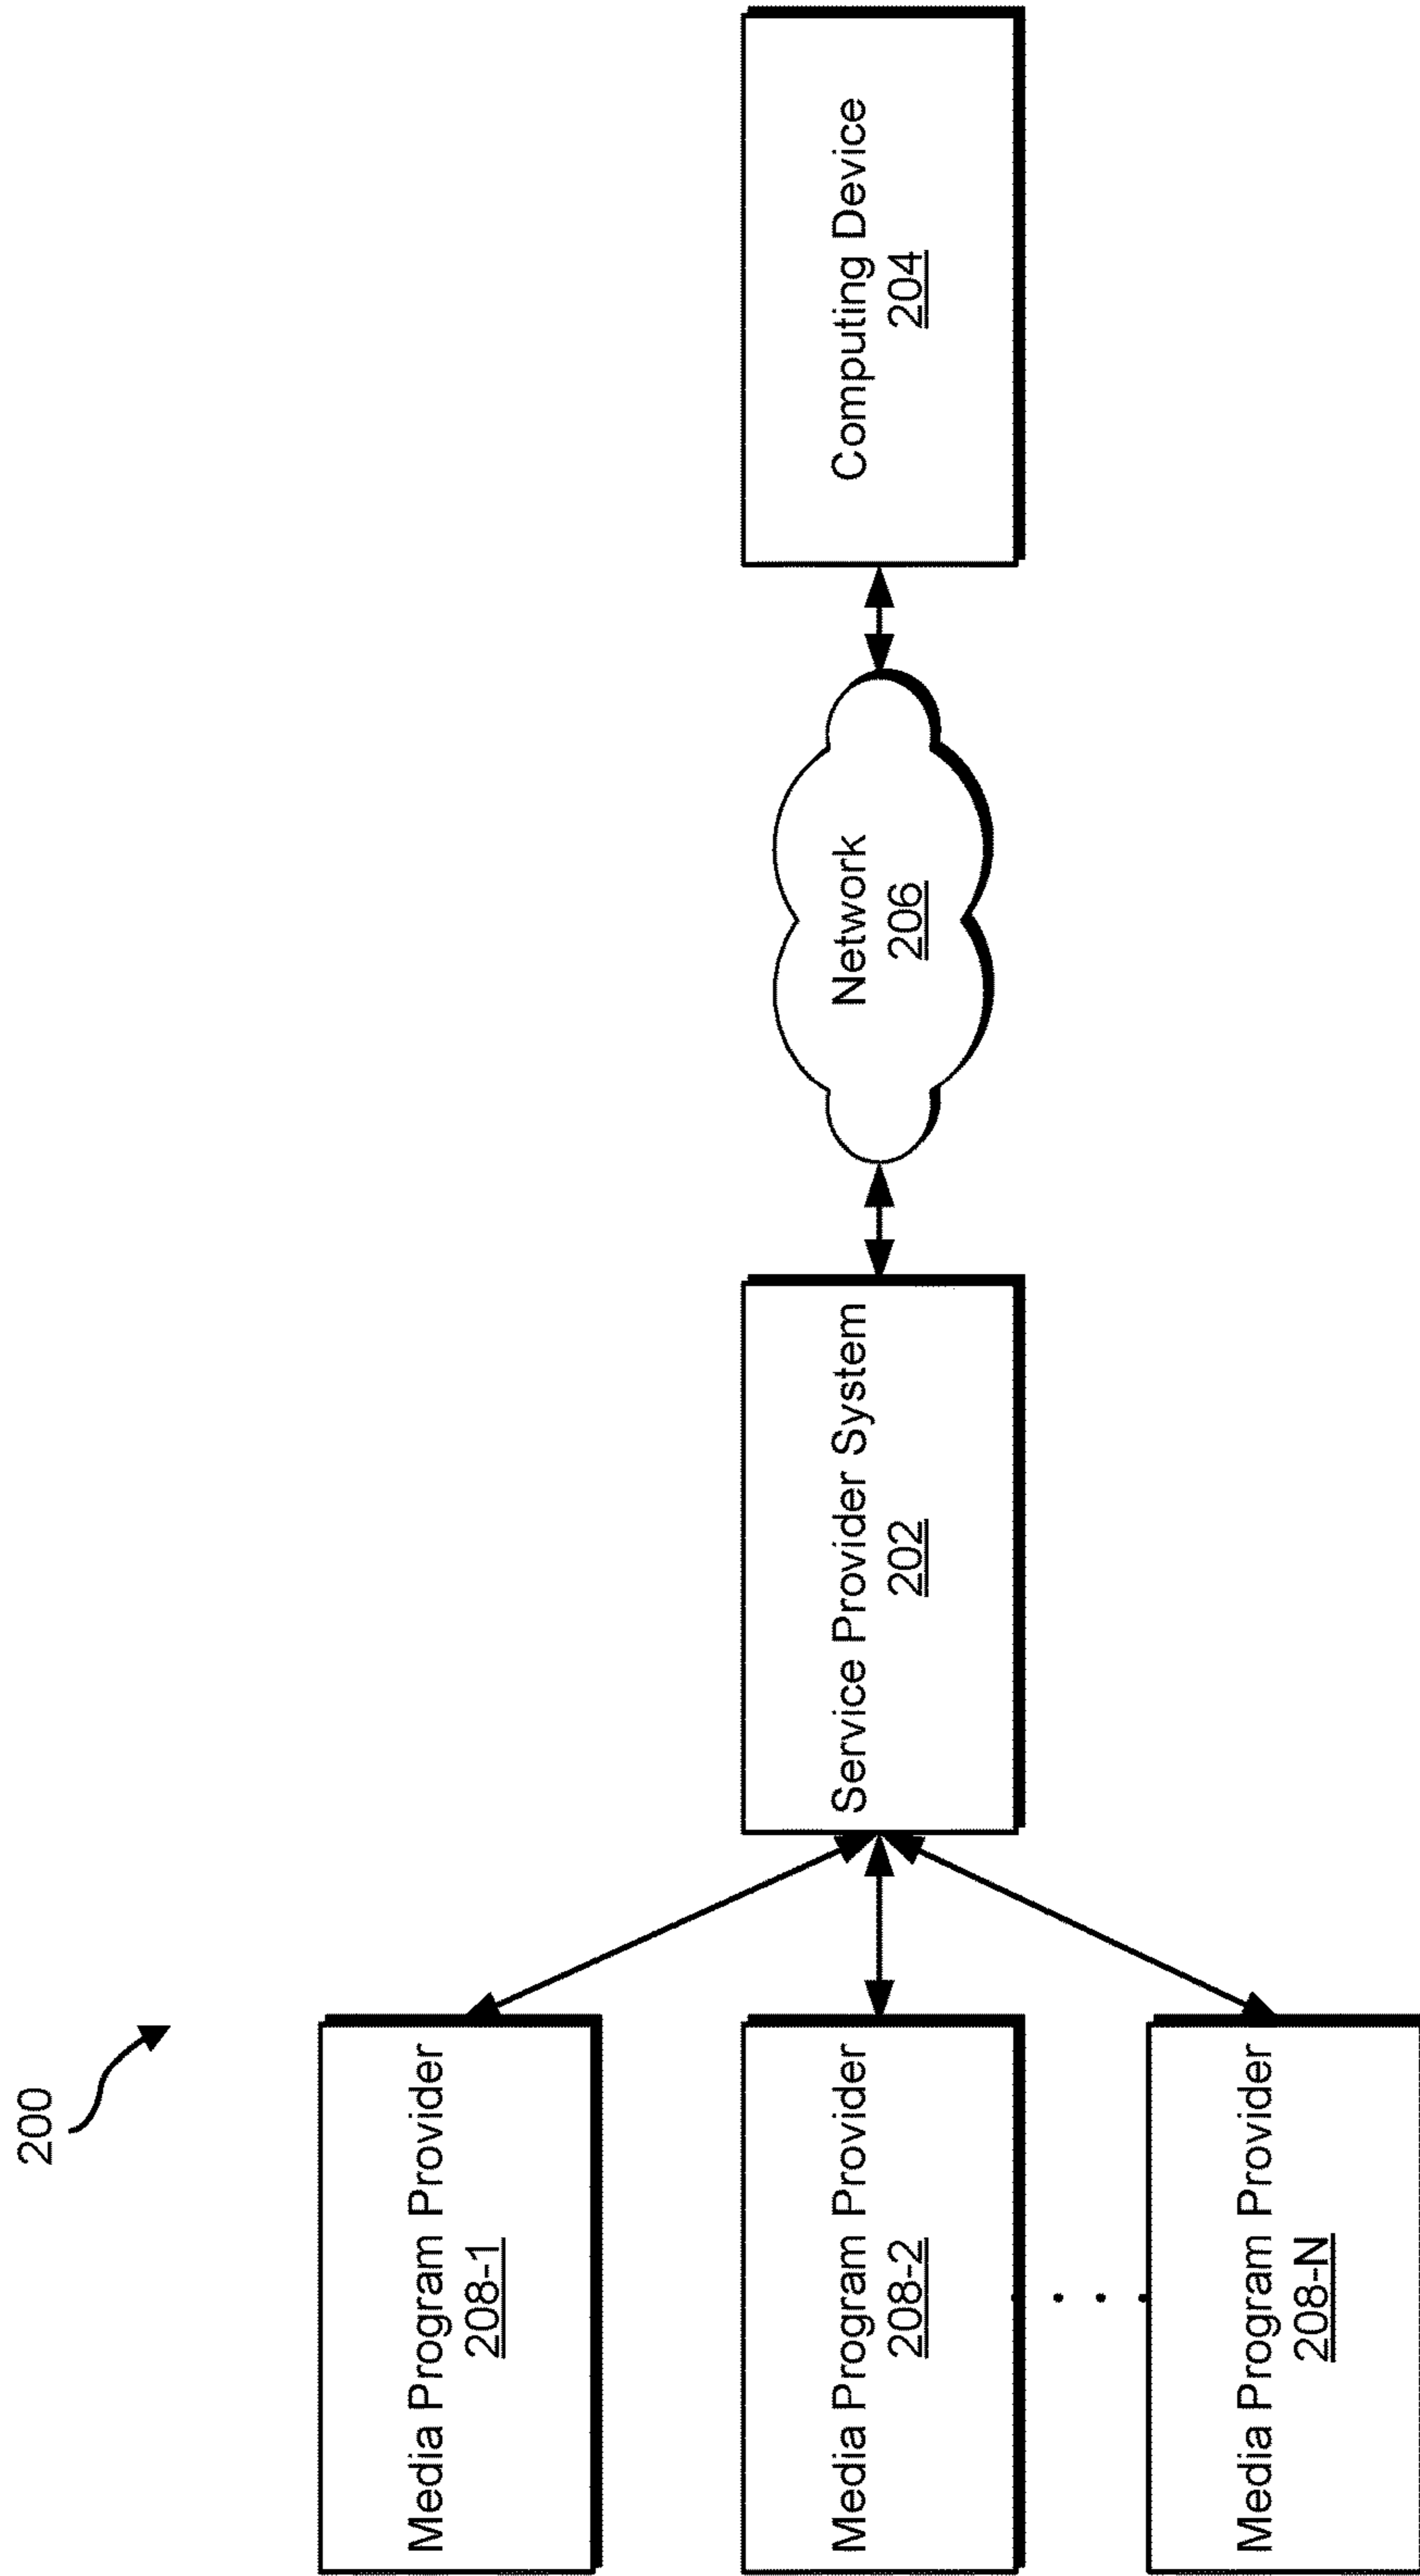 200
Media Program Provider
208-1
Media Program Provider
208-2
Media Program Provider
208-N
Service Provider System
202
Network
206
Computing Device
204